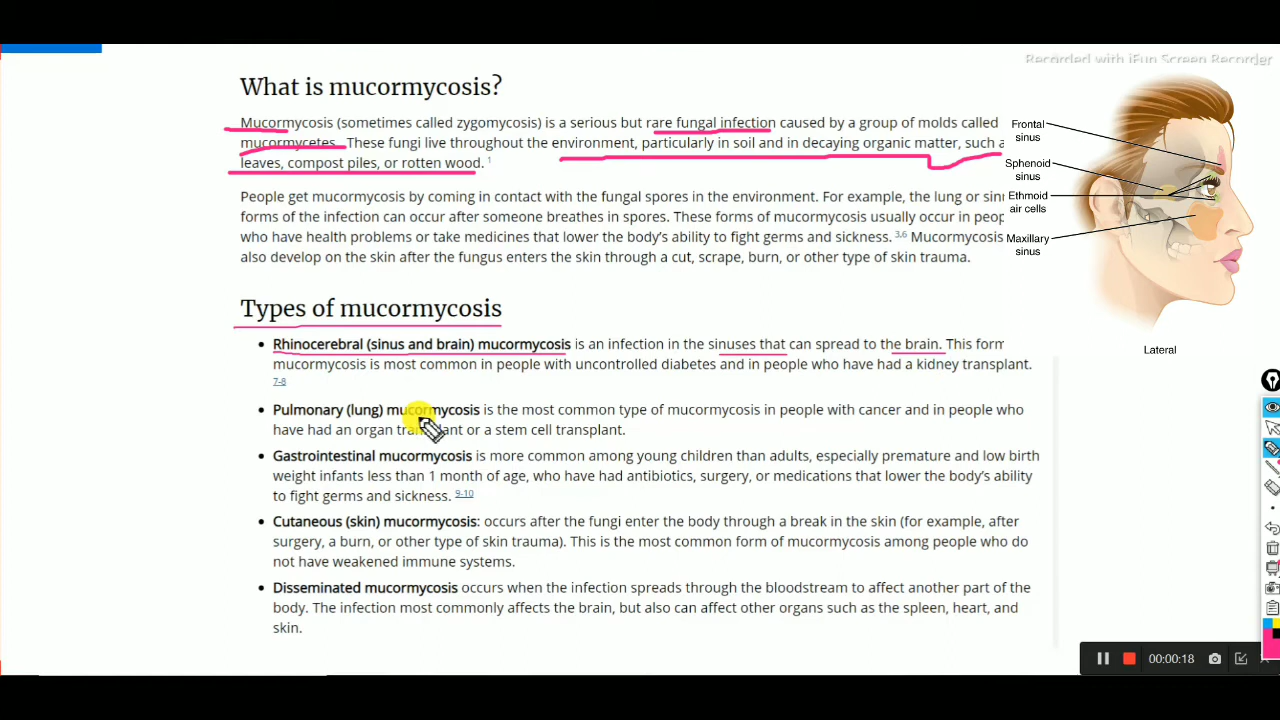 Recorded with iFun Screen Recorder
What is mucormycosis?
Mucormycosis (sometimes called zygomycosis) is a serious but rare fungal infection caused by a group of molds called
mucormycetes. These fungi live throughout the environment, particularly in soil and in decaying organic matter, such a
leaves, compost piles, or rotten wood. 1
People get mucormycosis by coming in contact with the fungal spores in the environment. For example, the lung or sin
forms of the infection can occur after someone breathes in spores. These forms of mucormycosis usually occur in peop
who have health problems or take medicines that lower the body's ability to fight germs and sickness. 3,6 Mucormycosis
also develop on the skin after the fungus enters the skin through a cut, scrape, burn, or other type of skin trauma.
Frontal
sinus
Sphenoid
sinus
Ethmoid
air cells
Maxillary
sinus
Lateral
Types of mucormycosis
• Rhinocerebral (sinus and brain) mucormycosis is an infection in the sinuses that can spread to the brain. This form
mucormycosis is most common in people with uncontrolled diabetes and in people who have had a kidney transplant.
7-8
• Pulmonary (lung) mucormycosis is the most common type of mucormycosis in people with cancer and in people who
have had an organ transplant or a stem cell transplant.
• Gastrointestinal mucormycosis is more common among young children than adults, especially premature and low birth
weight infants less than 1 month of age, who have had antibiotics, surgery, or medications that lower the body's ability
to fight germs and sickness. 9-10
• Cutaneous (skin) mucormycosis: occurs after the fungi enter the body through a break in the skin (for example, after
surgery, a burn, or other type of skin trauma). This is the most common form of mucormycosis among people who do
not have weakened immune systems.
• Disseminated mucormycosis occurs when the infection spreads through the bloodstream to affect another part of the
body. The infection most commonly affects the brain, but also can affect other organs such as the spleen, heart, and
skin.
00:00:18